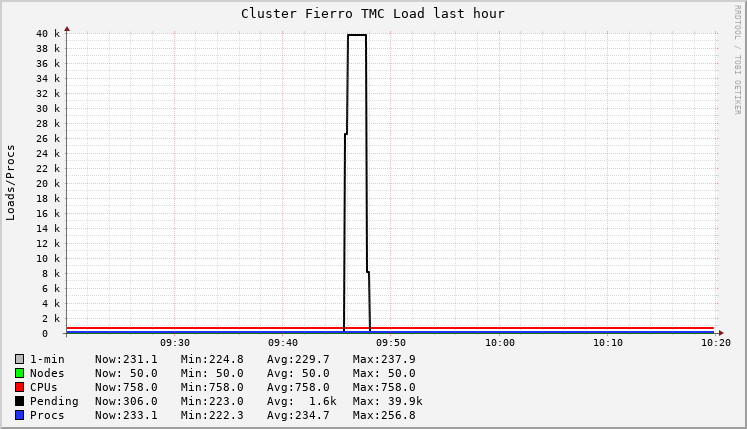 Cluster Fierro TMC Load last hour
RRDTOOL / TOBI OETIKER
Loads/Procs
40 k
38 k
36 k
34 k
32 k
30 k
28 k
26 k
24 k
22 k
20 k
18 k
16 k
14 k
12 k
10 k
8 k
6 k
4 k
2 k
0
09:30 09:40 09:50 10:00 10:10 10:20
1-min Now:231.1 Min:224.8 Avg:229.7 Max:237.9
Nodes Now: 50.0 Min: 50.0 Avg: 50.0 Max: 50.0
CPUs Now:758.0 Min:758.0 Avg:758.0 Max:758.0
Pending Now:306.0 Min:223.0 Avg: 1.6k Max: 39.9k
Procs Now:233.1 Min:222.3 Avg:234.7 Max:256.8